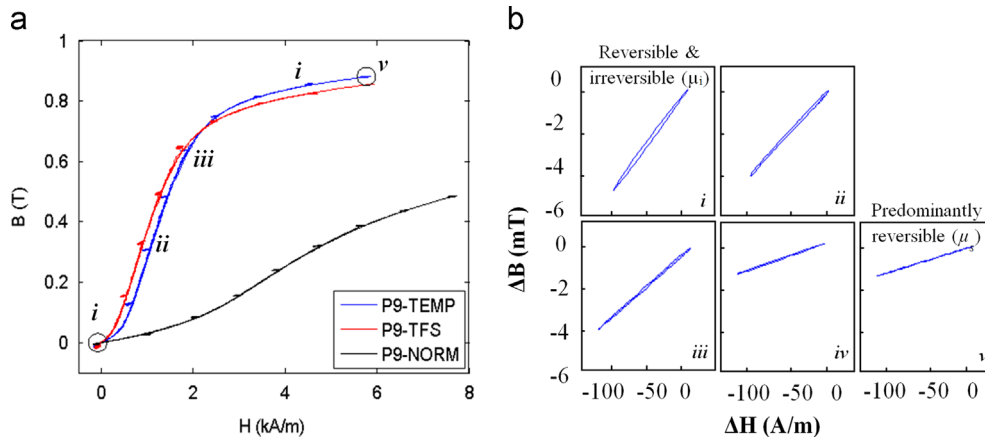 a
1
0.8
0.6
0.4
0.2
0
B (T)
i
v
iii
ii
i
P9-TEMP
P9-TFS
P9-NORM
0 2 4 6 8
H (kA/m)
b
Reversible &
irreversible (μi)
Predominantly
reversible (μs)
0
-2
-4
-6
i
ii
0
-2
-4
-6
iii
iv
v
ΔB (mT)
-100 -50 0
-100 -50 0
-100 -50 0
ΔH (A/m)